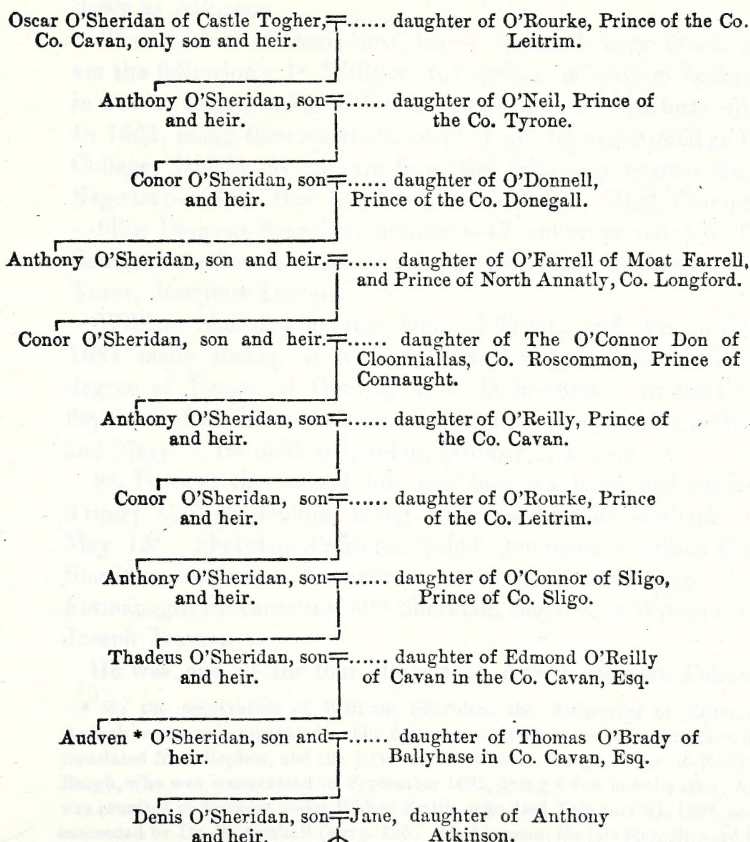 Oscar O'Sheridan of Castle Togher, = ...... daughter of O'Rourke, Prince of the Co.
Co. Cavan, only son and heir. Leitrim.
Anthony O'Sheridan, son = ...... daughter of O'Neil, Prince of
and heir. the Co. Tyrone.
Conor O'Sheridan, son = ...... daughter of O'Donnell,
and heir. Prince of the Co. Donegall.
Anthony O'Sheridan, son and heir. = ...... daughter of O'Farrell of Moat Farrell,
and Prince of North Annatly, Co. Longford.
Conor O'Sheridan, son and heir. = ...... daughter of The O'Connor Don of
Cloonniallas, Co. Roscommon, Prince of
Connaught.
Anthony O'Sheridan, son = ...... daughter of O'Reilly, Prince of
and heir. the Co. Cavan.
Conor O'Sheridan, son = ...... daughter of O'Rourke, Prince
and heir. of the Co. Leitrim.
Anthony O'Sheridan, son = ...... daughter of O'Connor of Sligo,
and heir. Prince of Co. Sligo.
Thadeus O'Sheridan, son = ...... daughter of Edmond O'Reilly
and heir. of Cavan in the Co. Cavan, Esq.
Audven * O'Sheridan, son and = ...... daughter of Thomas O'Brady of
heir. Ballyhase in Co. Cavan, Esq.
Denis O'Sheridan, son = Jane, daughter of Anthony
and heir. Atkinson.